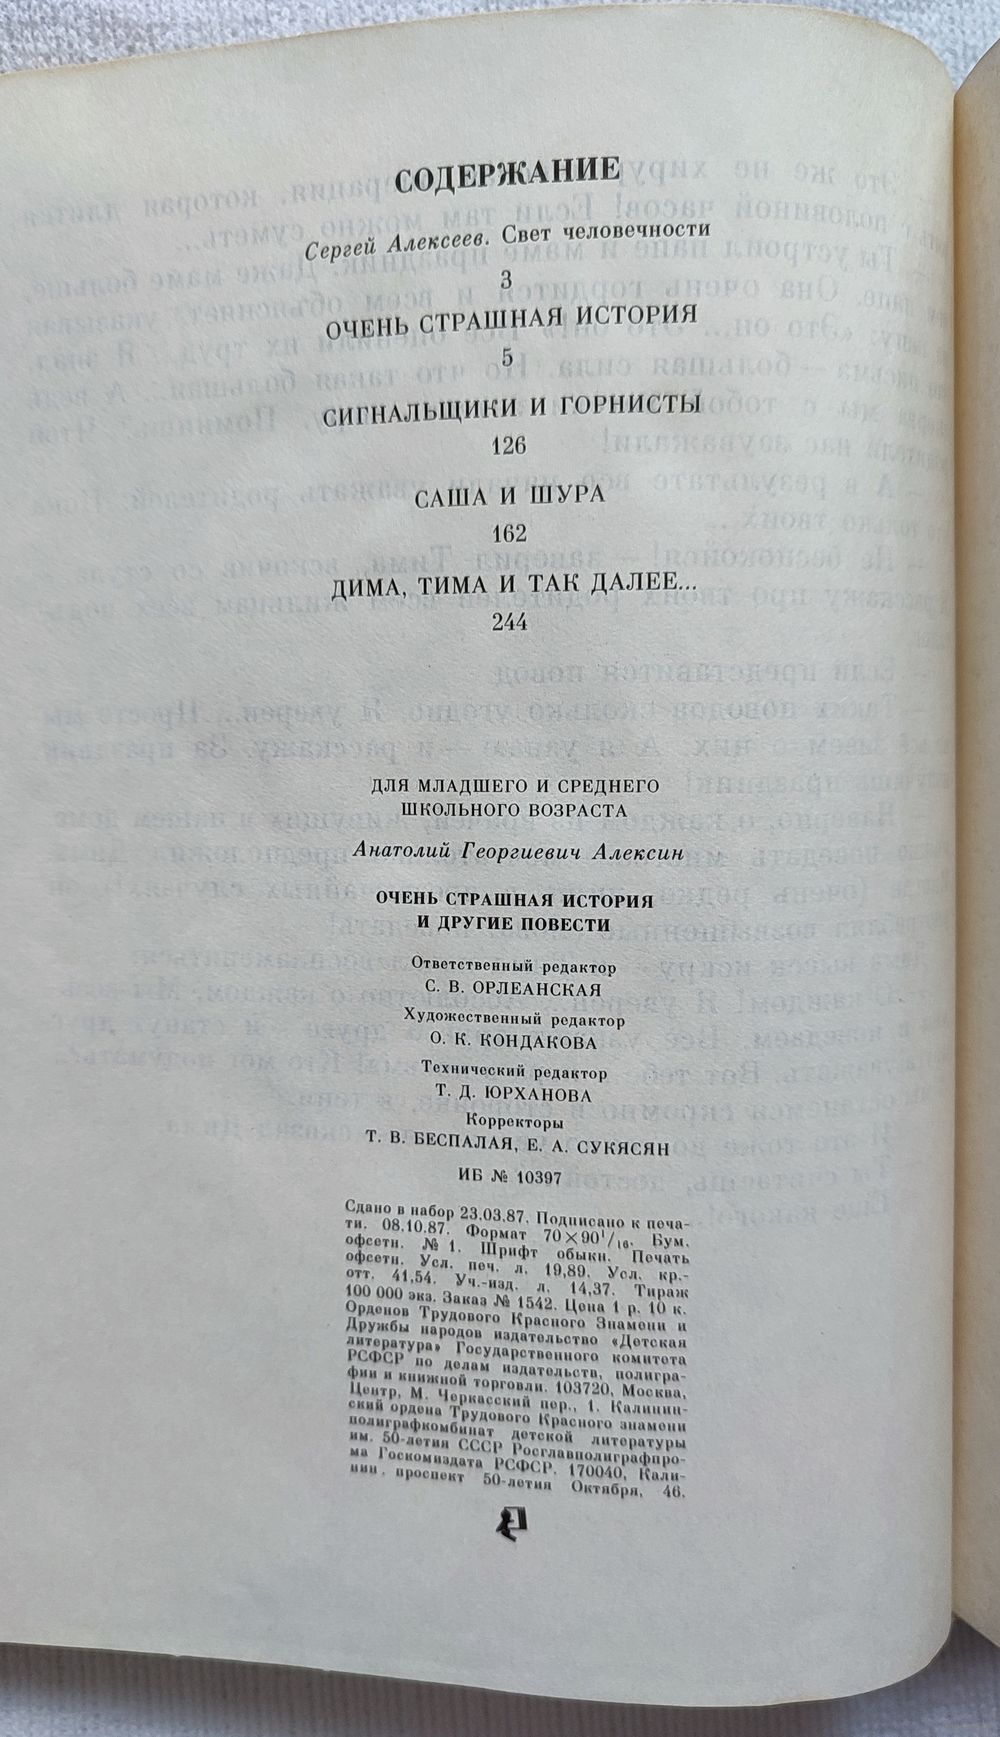 СОДЕРЖАНИЕ
Сергей Алексеев. Свет человечности
3
ОЧЕНЬ СТРАШНАЯ ИСТОРИЯ
5
СИГНАЛЬЩИКИ И ГОРНИСТЫ
126
САША И ШУРА
162
ДИМА, ТИМА И ТАК ДАЛЕЕ...
244
ДЛЯ МЛАДШЕГО И СРЕДНЕГО
ШКОЛЬНОГО ВОЗРАСТА
Анатолий Георгиевич Алексин
ОЧЕНЬ СТРАШНАЯ ИСТОРИЯ
И ДРУГИЕ ПОВЕСТИ
Ответственный редактор
С. В. ОРЛЕАНСКАЯ
Художественный редактор
О. К. КОНДАКОВА
Технический редактор
Т. Д. ЮРХАНОВА
Корректоры
Т. В. БЕСПАЛАЯ, Е. А. СУКЯСЯН
ИБ № 10397
Сдано в набор 23.03.87. Подписано к печа-
ти. 08.10.87. Формат 70×90 1/16. Бум.
офсетн. № 1. Шрифт обыкн. Печать
офсетн. Усл. печ. л. 19,89. Усл. кр.-
отт. 41,54. Уч.-изд. л. 14,37. Тираж
100 000 экз. Заказ № 1542. Цена 1 р. 10 к.
Орденов Трудового Красного Знамени и
Дружбы народов издательство «Детская
литература» Государственного комитета
РСФСР по делам издательств, полигра-
фии и книжной торговли. 103720, Москва,
Центр, М. Черкасский пер., 1. Калинин-
ский ордена Трудового Красного знамени
полиграфкомбинат детской литературы
им. 50-летия СССР Росглавполиграфпро-
ма Госкомиздата РСФСР. 170040, Кали-
нин, проспект 50-летия Октября, 46.